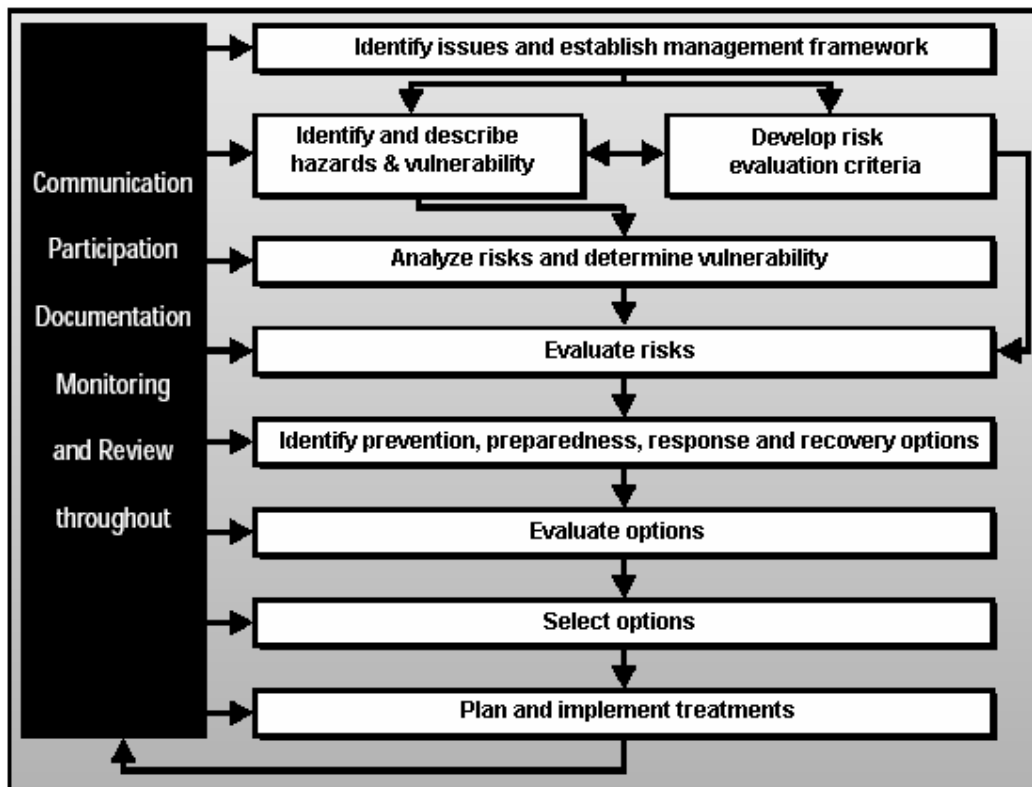 Communication
Participation
Documentation
Monitoring
and Review
throughout
Identify issues and establish management framework
Identify and describe
hazards & vulnerability
Develop risk
evaluation criteria
Analyze risks and determine vulnerability
Evaluate risks
Identify prevention, preparedness, response and recovery options
Evaluate options
Select options
Plan and implement treatments